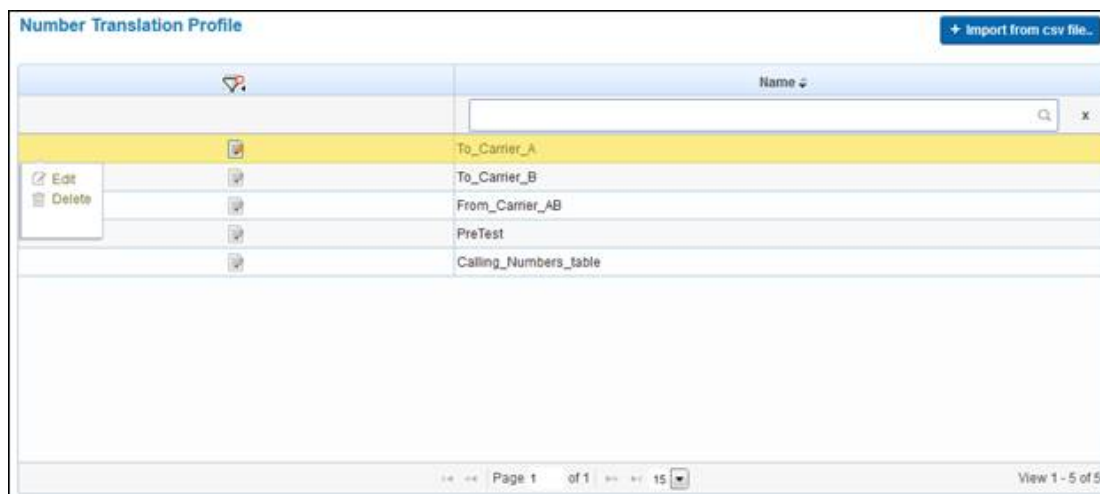 Number Translation Profile
+ Import from csv file..
Name
x
To_Carrier_A
Edit
To_Carrier_B
Delete
From_Carrier_AB
PreTest
Calling_Numbers_table
Page 1 of 1 15
View 1 - 5 of 5